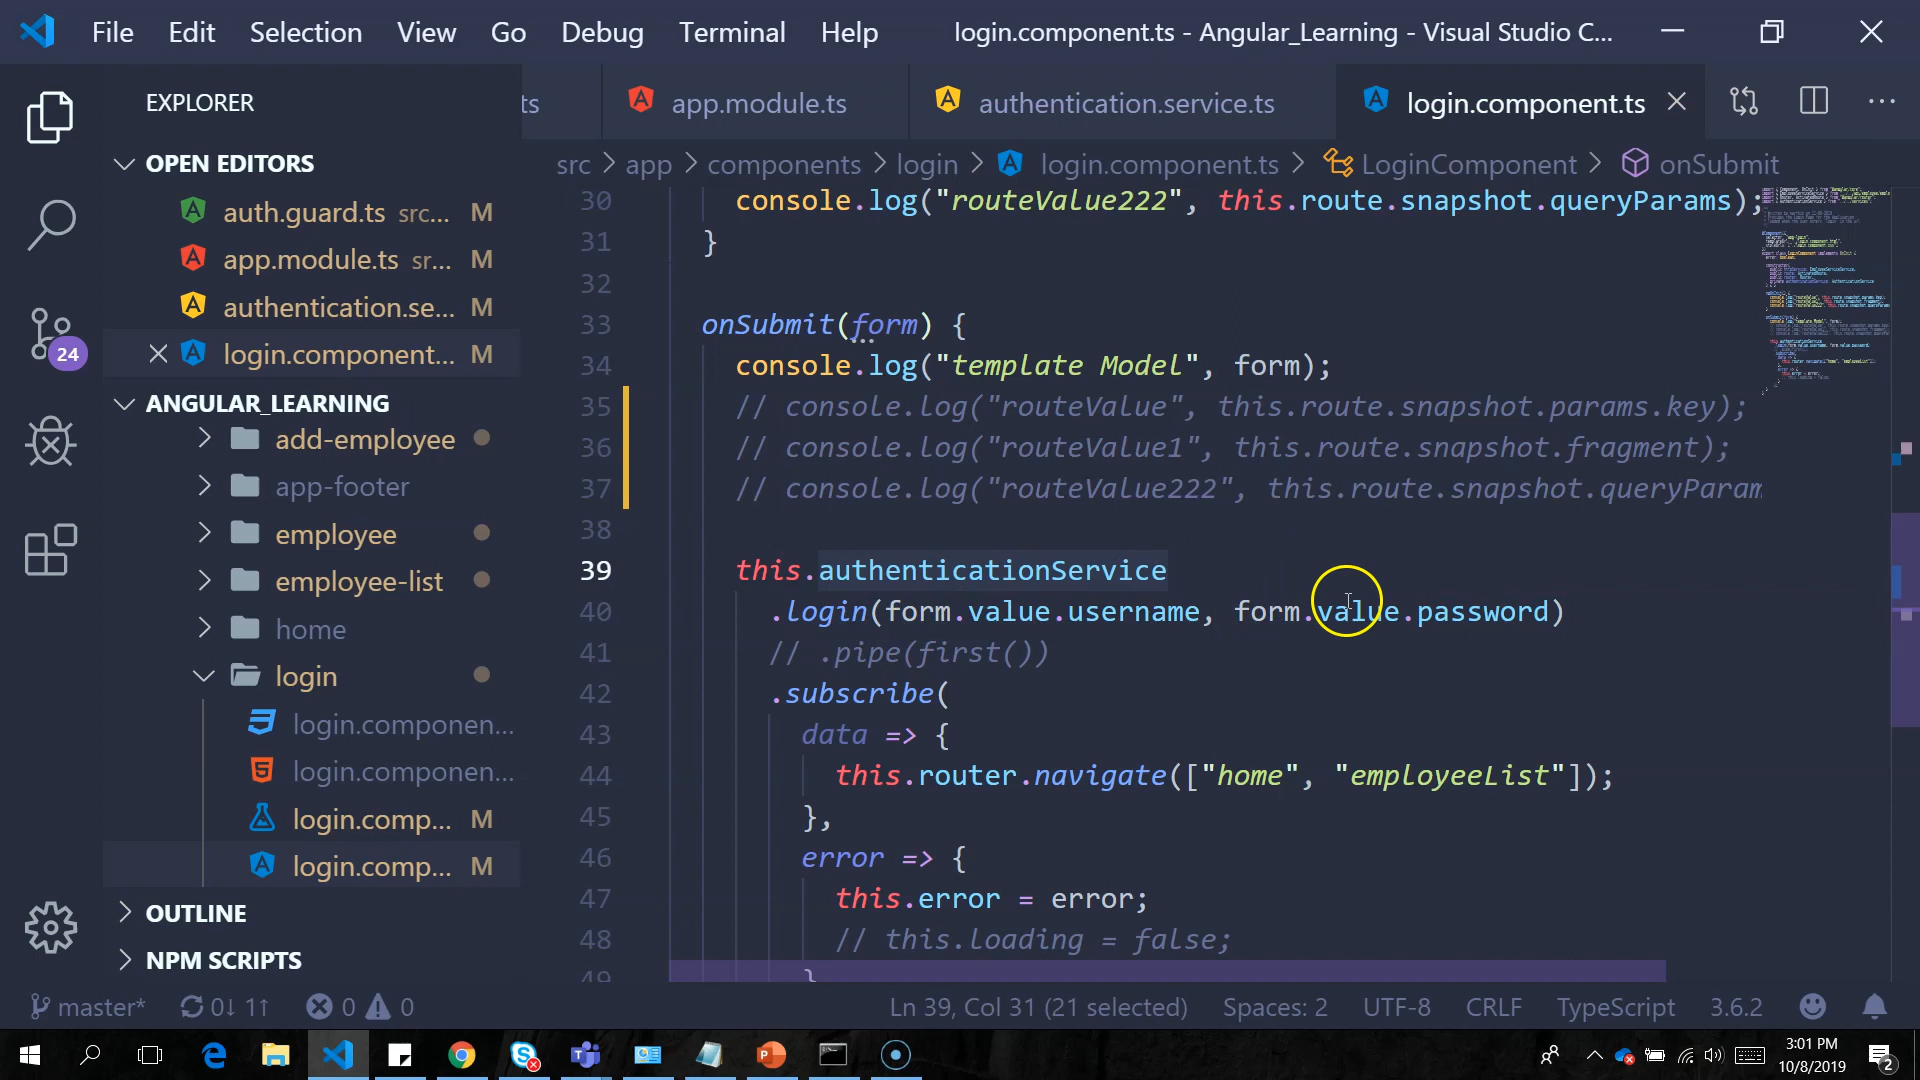 File Edit Selection View Go Debug Terminal Help login.component.ts - Angular_Learning - Visual Studio C...
EXPLORER
ts app.module.ts authentication.service.ts login.component.ts
src > app > components > login > login.component.ts > LoginComponent > onSubmit
OPEN EDITORS
auth.guard.ts src... M
app.module.ts sr... M
authentication.se... M
login.component... M
24
ANGULAR_LEARNING
add-employee
app-footer
employee
employee-list
home
login
login.componen...
login.componen...
login.comp... M
login.comp... M
OUTLINE
NPM SCRIPTS
30 console.log("routeValue222", this.route.snapshot.queryParams);
31 }
32
33 onSubmit(form) {
34 console.log("template Model", form);
35 // console.log("routeValue", this.route.snapshot.params.key);
36 // console.log("routeValue1", this.route.snapshot.fragment);
37 // console.log("routeValue222", this.route.snapshot.queryParam
38
39 this.authenticationService
40 .login(form.value.username, form.value.password)
41 // .pipe(first())
42 .subscribe(
43 data => {
44 this.router.navigate(["home", "employeeList"]);
45 },
46 error => {
47 this.error = error;
48 // this.loading = false;
49 }
master* 0↓ 1↑ 0 0 Ln 39, Col 31 (21 selected) Spaces: 2 UTF-8 CRLF TypeScript 3.6.2
3:01 PM
10/8/2019
2